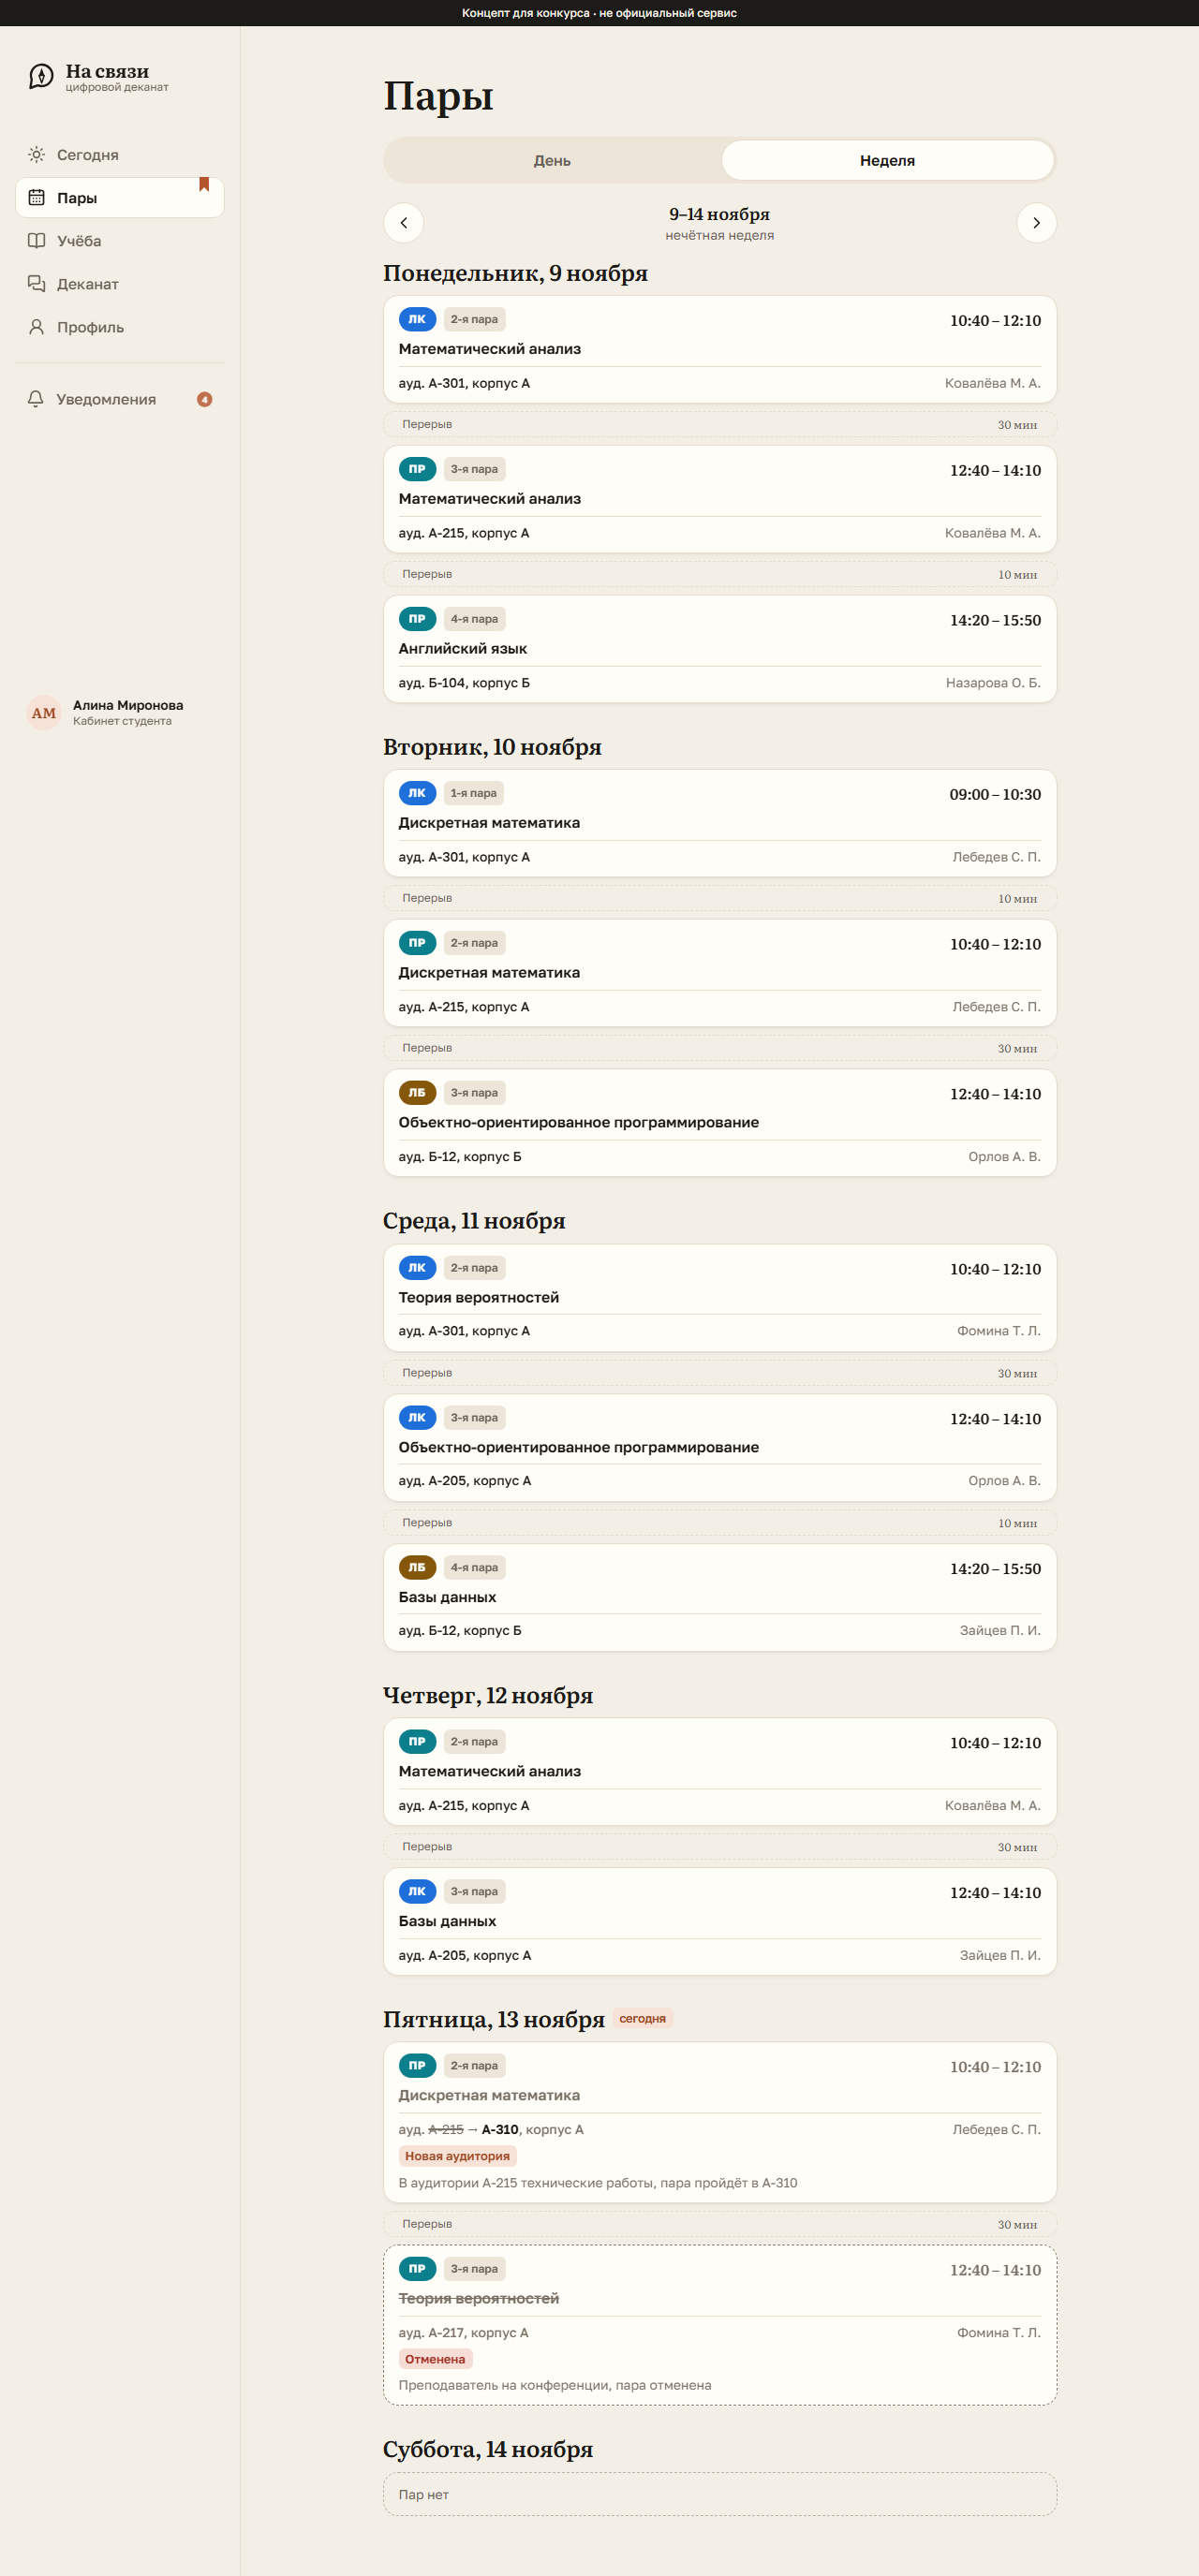 Концепт для конкурса · не официальный сервис
На связи
цифровой деканат
Сегодня
Пары
Учёба
Деканат
Профиль
Уведомления 4
АМ
Алина Миронова
Кабинет студента
Пары
День Неделя
9–14 ноября
нечётная неделя
Понедельник, 9 ноября
ЛК 2-я пара 10:40 – 12:10
Математический анализ
ауд. А-301, корпус А Ковалёва М. А.
Перерыв 30 мин
ПР 3-я пара 12:40 – 14:10
Математический анализ
ауд. А-215, корпус А Ковалёва М. А.
Перерыв 10 мин
ПР 4-я пара 14:20 – 15:50
Английский язык
ауд. Б-104, корпус Б Назарова О. Б.
Вторник, 10 ноября
ЛК 1-я пара 09:00 – 10:30
Дискретная математика
ауд. А-301, корпус А Лебедев С. П.
Перерыв 10 мин
ПР 2-я пара 10:40 – 12:10
Дискретная математика
ауд. А-215, корпус А Лебедев С. П.
Перерыв 30 мин
ЛБ 3-я пара 12:40 – 14:10
Объектно-ориентированное программирование
ауд. Б-12, корпус Б Орлов А. В.
Среда, 11 ноября
ЛК 2-я пара 10:40 – 12:10
Теория вероятностей
ауд. А-301, корпус А Фомина Т. Л.
Перерыв 30 мин
ЛК 3-я пара 12:40 – 14:10
Объектно-ориентированное программирование
ауд. А-205, корпус А Орлов А. В.
Перерыв 10 мин
ЛБ 4-я пара 14:20 – 15:50
Базы данных
ауд. Б-12, корпус Б Зайцев П. И.
Четверг, 12 ноября
ПР 2-я пара 10:40 – 12:10
Математический анализ
ауд. А-215, корпус А Ковалёва М. А.
Перерыв 30 мин
ЛК 3-я пара 12:40 – 14:10
Базы данных
ауд. А-205, корпус А Зайцев П. И.
Пятница, 13 ноября сегодня
ПР 2-я пара 10:40 – 12:10
Дискретная математика
ауд. А-215 → А-310, корпус А Лебедев С. П.
Новая аудитория
В аудитории А-215 технические работы, пара пройдёт в А-310
Перерыв 30 мин
ПР 3-я пара 12:40 – 14:10
Теория вероятностей
ауд. А-217, корпус А Фомина Т. Л.
Отменена
Преподаватель на конференции, пара отменена
Суббота, 14 ноября
Пар нет